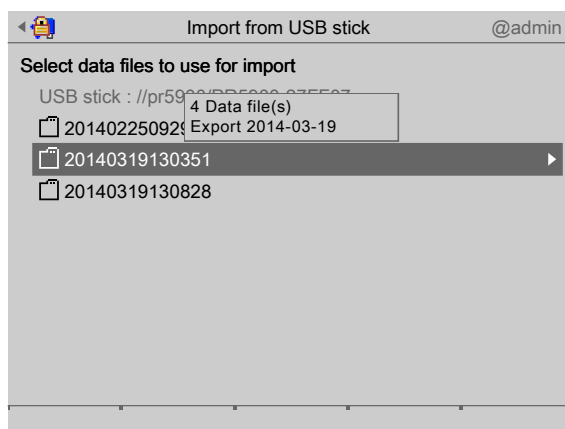 Import from USB stick @admin
Select data files to use for import
USB stick : //pr59
4 Data file(s)
Export 2014-03-19
2014022509292
20140319130351
20140319130828